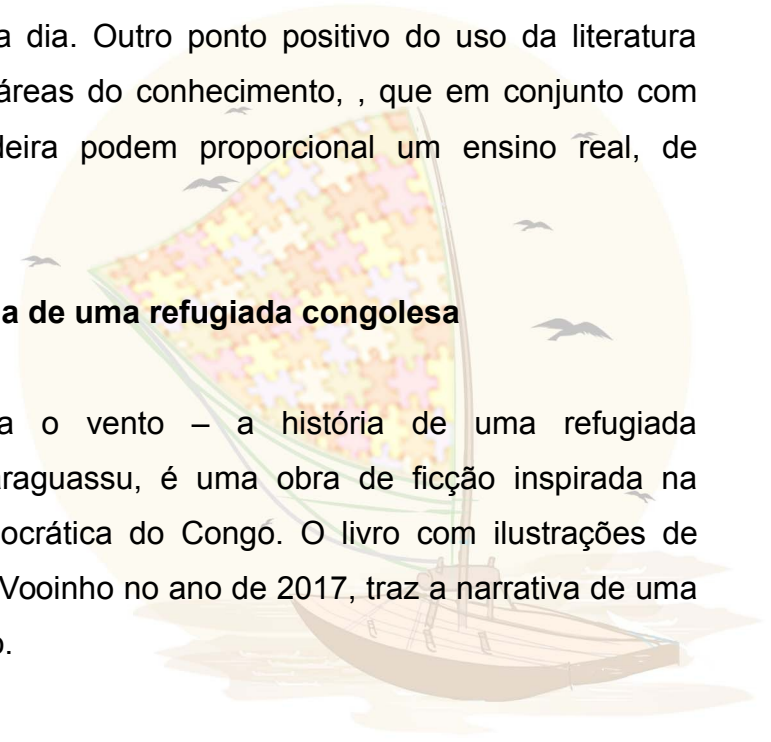 a dia. Outro ponto positivo do uso da literatura
áreas do conhecimento, , que em conjunto com
deira podem proporcional um ensino real, de
a de uma refugiada congolesa
a o vento – a história de uma refugiada
araguassu, é uma obra de ficção inspirada na
ocrática do Congo. O livro com ilustrações de
Vooinho no ano de 2017, traz a narrativa de uma
o.